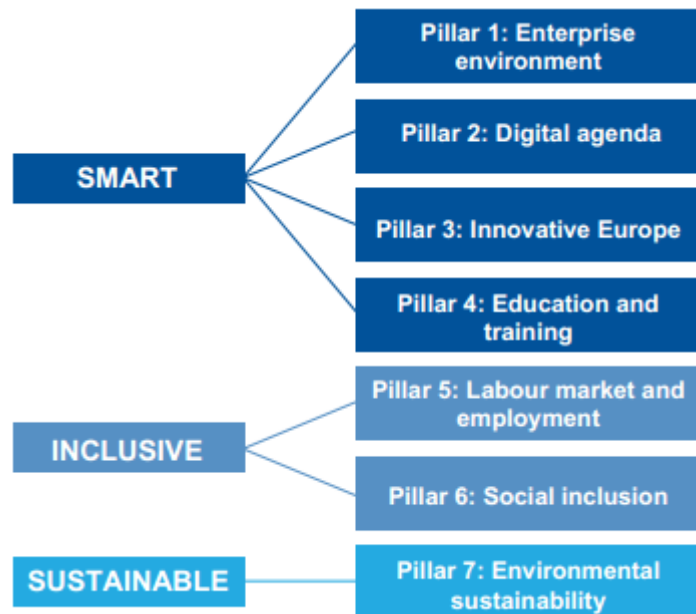 Pillar 1: Enterprise
environment
Pillar 2: Digital agenda
SMART
Pillar 3: Innovative Europe
Pillar 4: Education and
training
Pillar 5: Labour market and
employment
INCLUSIVE
Pillar 6: Social inclusion
SUSTAINABLE
Pillar 7: Environmental
sustainability